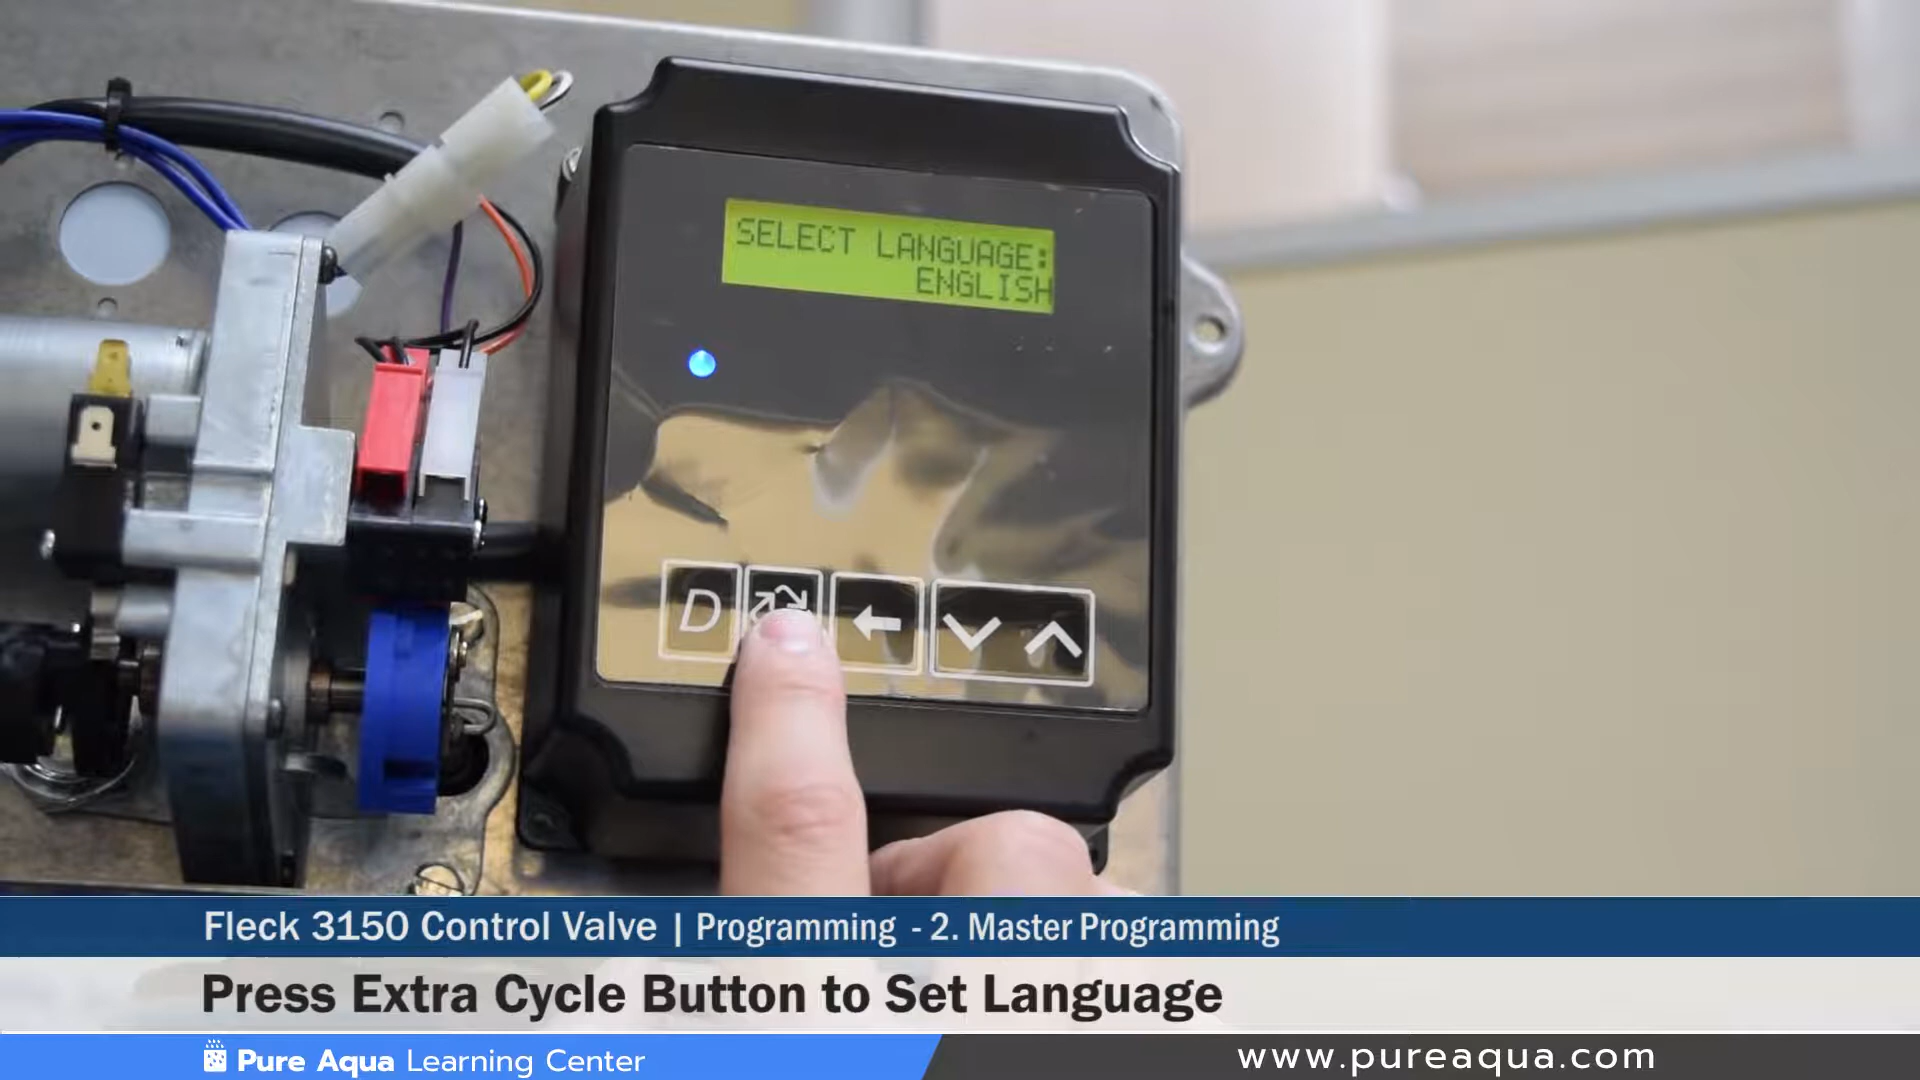 SELECT LANGUAGE:
ENGLISH
D
Fleck 3150 Control Valve | Programming - 2. Master Programming
Press Extra Cycle Button to Set Language
Pure Aqua Learning Center
www.pureaqua.com